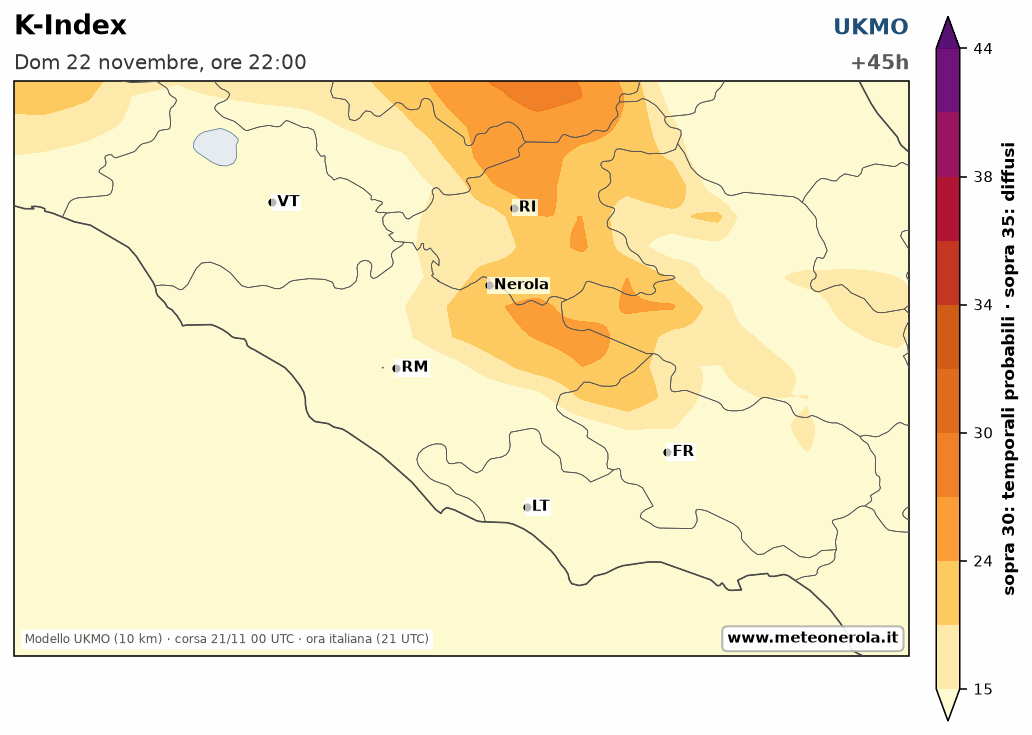 K-Index
UKMO
Dom 22 novembre, ore 22:00
+45h
VT
RI
Nerola
RM
FR
LT
Modello UKMO (10 km) · corsa 21/11 00 UTC · ora italiana (21 UTC)
www.meteonerola.it
44
38
34
30
24
15
sopra 30: temporali probabili · sopra 35: diffusi